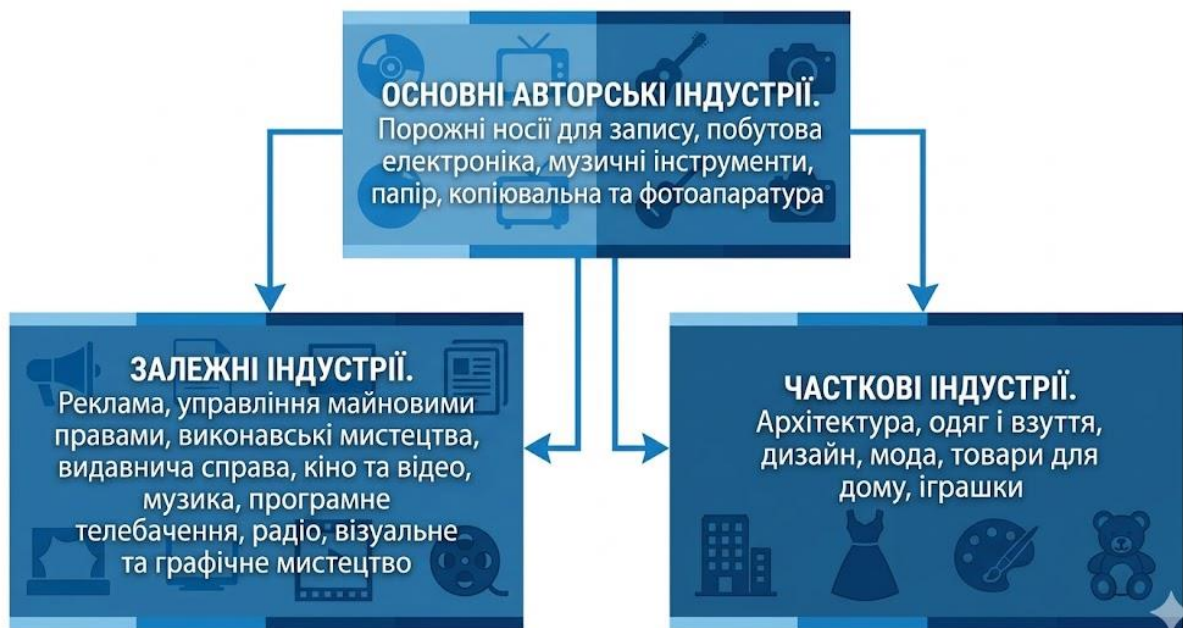 ОСНОВНІ АВТОРСЬКІ ІНДУСТРІЇ.
Порожні носії для запису, побутова
електроніка, музичні інструменти,
папір, копіювальна та фотоапаратура
ЗАЛЕЖНІ ІНДУСТРІЇ.
Реклама, управління майновими
правами, виконавські мистецтва,
видавнича справа, кіно та відео,
музика, програмне
телебачення, радіо, візуальне
та графічне мистецтво
ЧАСТКОВІ ІНДУСТРІЇ.
Архітектура, одяг і взуття,
дизайн, мода, товари для
дому, іграшки